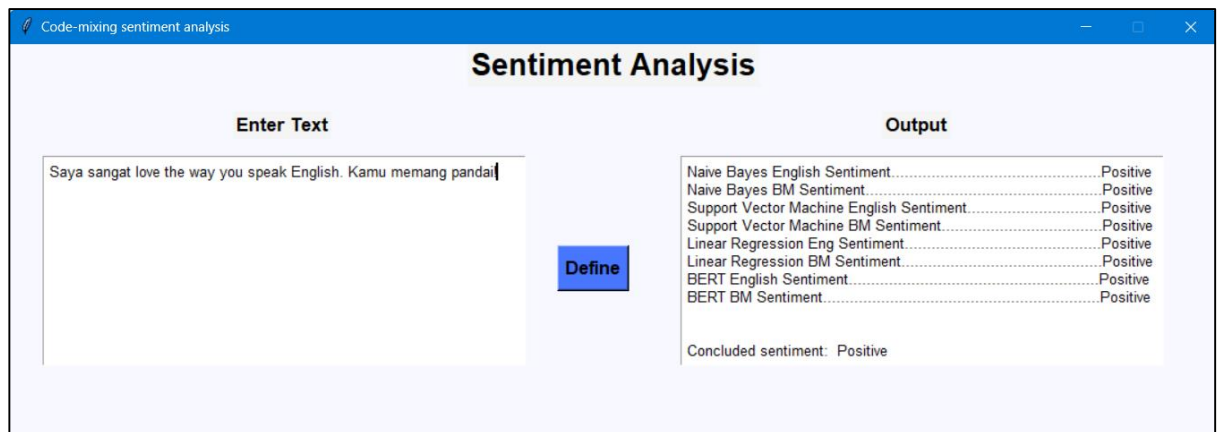 Code-mixing sentiment analysis
Sentiment Analysis
Enter Text
Saya sangat love the way you speak English. Kamu memang pandai!
Define
Output
Naive Bayes English Sentiment................................................Positive
Naive Bayes BM Sentiment......................................................Positive
Support Vector Machine English Sentiment...............................Positive
Support Vector Machine BM Sentiment.....................................Positive
Linear Regression Eng Sentiment.............................................Positive
Linear Regression BM Sentiment..............................................Positive
BERT English Sentiment..........................................................Positive
BERT BM Sentiment................................................................Positive
Concluded sentiment: Positive